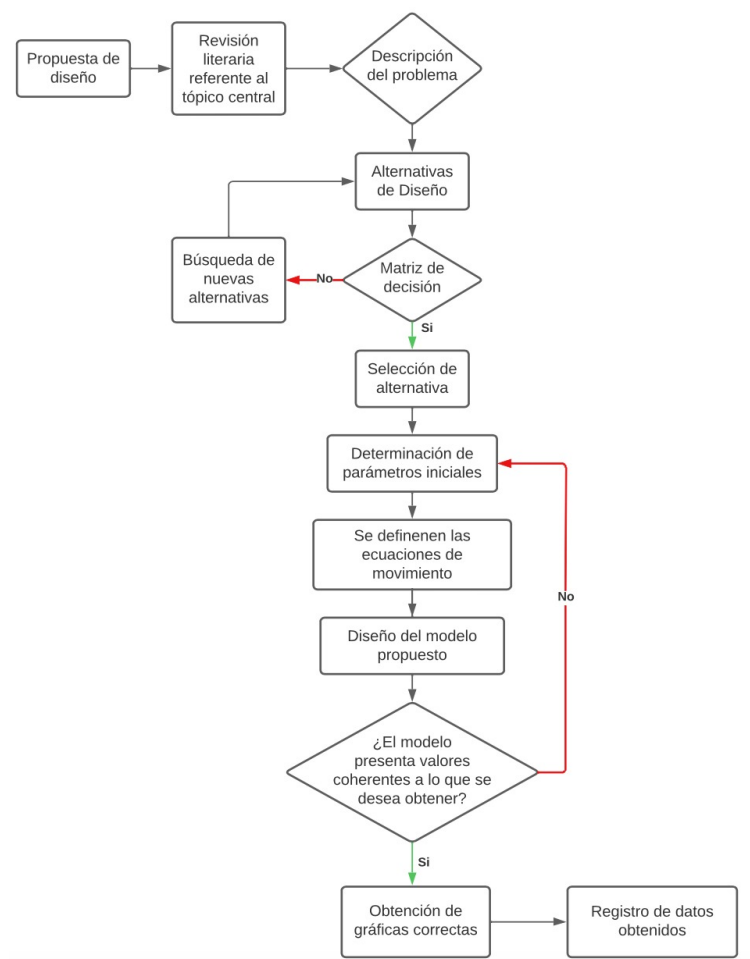 Propuesta de
diseño
Revisión
literaria
referente al
tópico central
Descripción
del problema
Alternativas
de Diseño
Búsqueda de
nuevas
alternativas
No
Matriz de
decisión
Si
Selección de
alternativa
Determinación de
parámetros iniciales
Se definenen las
ecuaciones de
movimiento
No
Diseño del modelo
propuesto
¿El modelo
presenta valores
coherentes a lo que se
desea obtener?
Si
Obtención de
gráficas correctas
Registro de datos
obtenidos